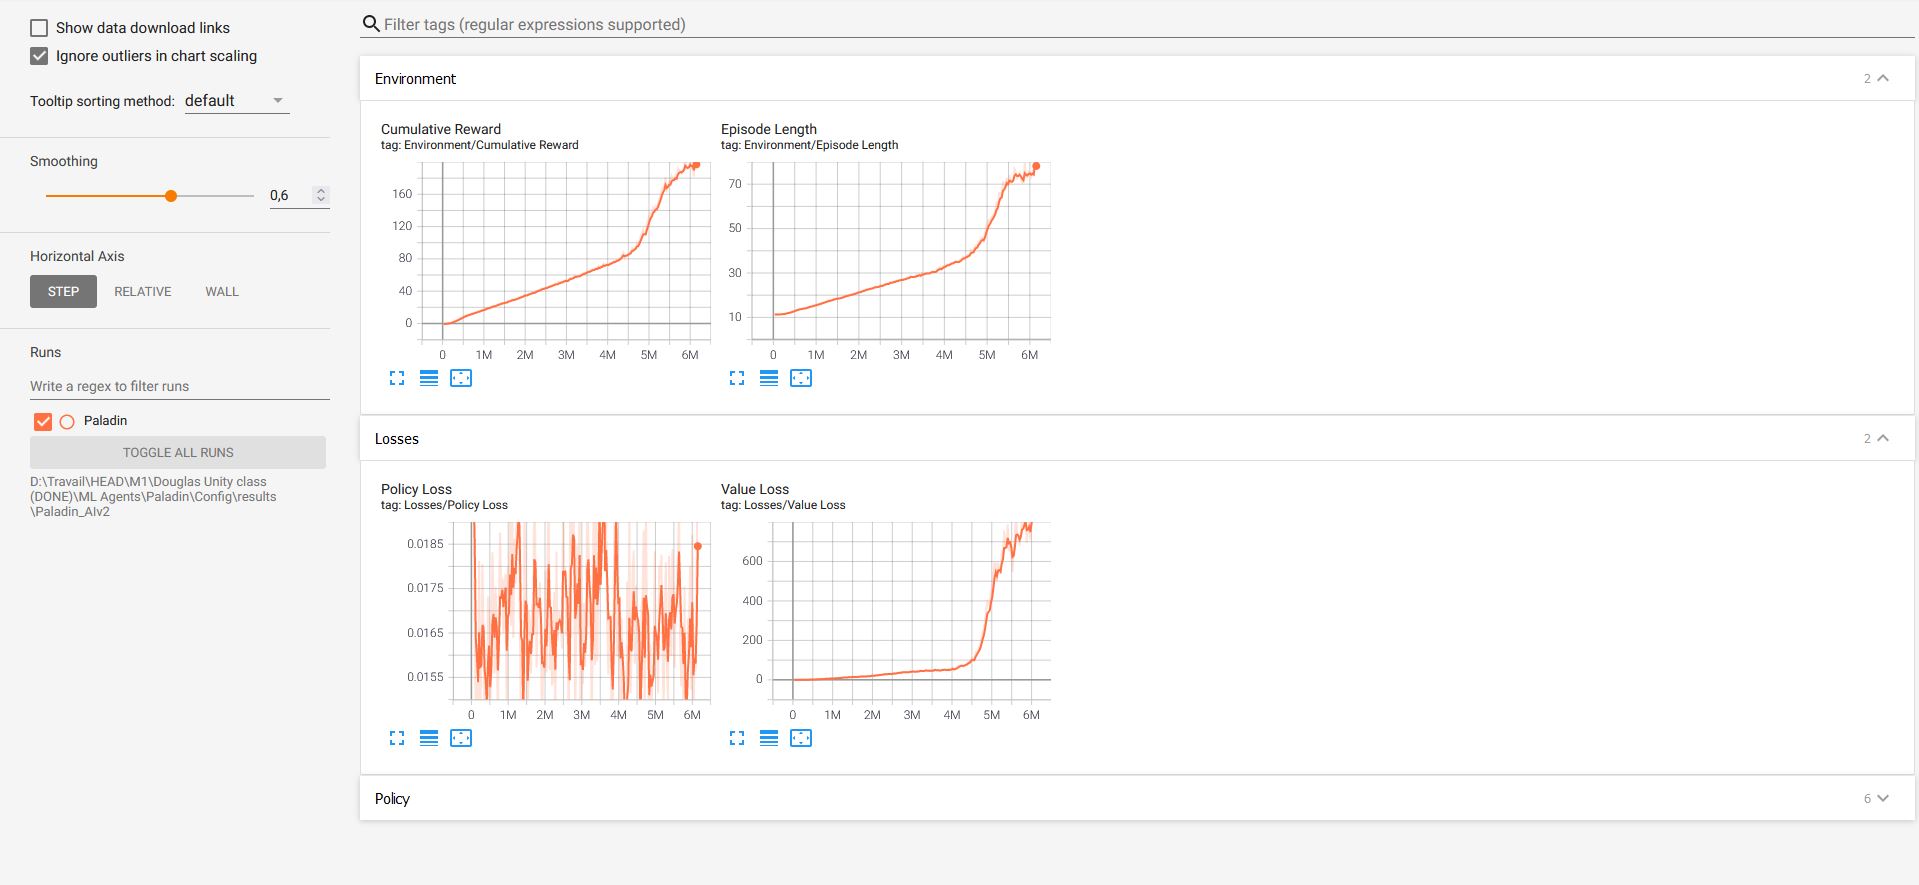 Show data download links
Ignore outliers in chart scaling
Tooltip sorting method: default
Smoothing
0,6
Horizontal Axis
STEP RELATIVE WALL
Runs
Write a regex to filter runs
Paladin
TOGGLE ALL RUNS
D:\Travail\HEAD\M1\Douglas Unity class
(DONE)\ML Agents\Paladin\Config\results
\Paladin_AIv2
Filter tags (regular expressions supported)
Environment 2
Cumulative Reward
tag: Environment/Cumulative Reward
160
120
80
40
0
0 1M 2M 3M 4M 5M 6M
Episode Length
tag: Environment/Episode Length
70
50
30
10
0 1M 2M 3M 4M 5M 6M
Losses 2
Policy Loss
tag: Losses/Policy Loss
0.0185
0.0175
0.0165
0.0155
0 1M 2M 3M 4M 5M 6M
Value Loss
tag: Losses/Value Loss
600
400
200
0
0 1M 2M 3M 4M 5M 6M
Policy 6